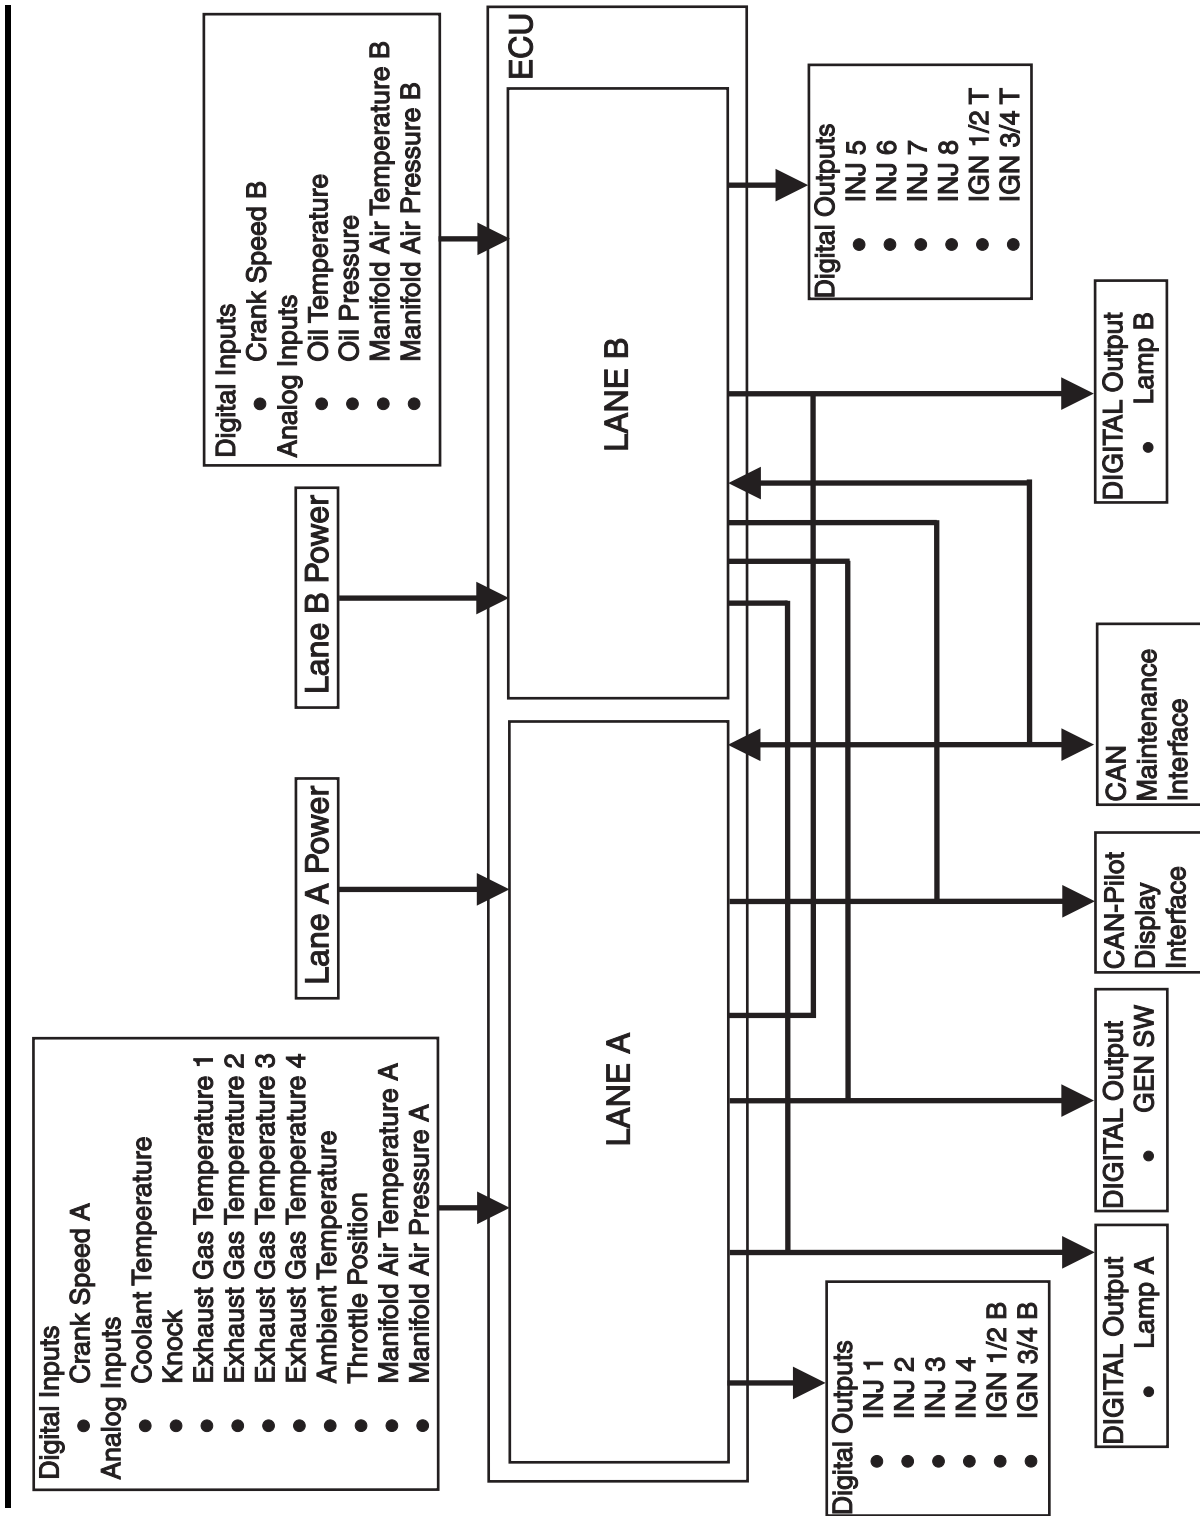 Digital Inputs
Crank Speed A
Analog Inputs
Coolant Temperature
Knock
Exhaust Gas Temperature 1
Exhaust Gas Temperature 2
Exhaust Gas Temperature 3
Exhaust Gas Temperature 4
Ambient Temperature
Throttle Position
Manifold Air Temperature A
Manifold Air Pressure A
Lane A Power
Lane B Power
Digital Inputs
Crank Speed B
Analog Inputs
Oil Temperature
Oil Pressure
Manifold Air Temperature B
Manifold Air Pressure B
ECU
LANE A
LANE B
Digital Outputs
INJ 1
INJ 2
INJ 3
INJ 4
IGN 1/2 B
IGN 3/4 B
Digital Outputs
INJ 5
INJ 6
INJ 7
INJ 8
IGN 1/2 T
IGN 3/4 T
DIGITAL Output
Lamp A
DIGITAL Output
GEN SW
CAN-Pilot
Display
Interface
CAN
Maintenance
Interface
DIGITAL Output
Lamp B